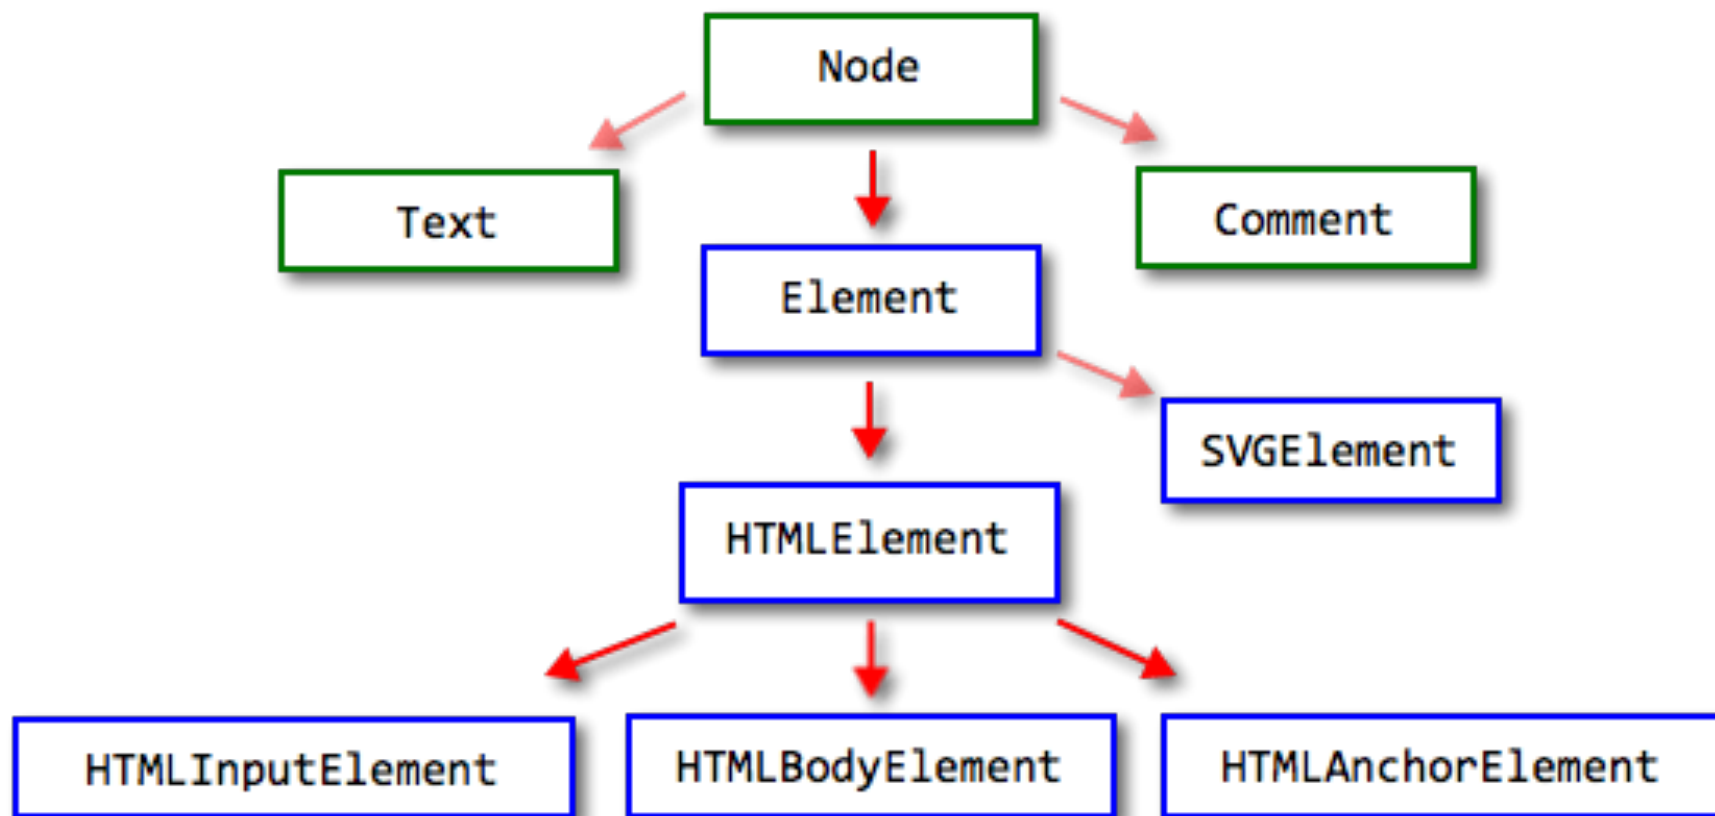 Node
Text
Comment
Element
SVGElement
HTMLElement
HTMLInputElement
HTMLBodyElement
HTMLAnchorElement